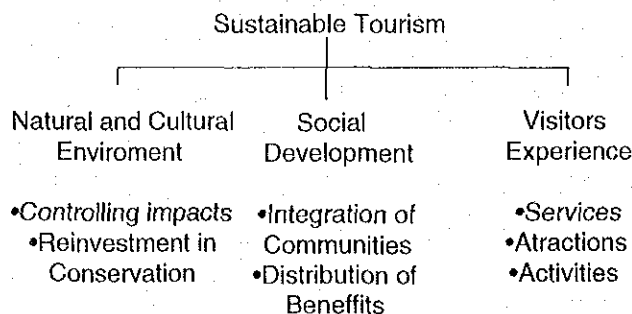 Sustainable Tourism
Natural and Cultural
Enviroment
•Controlling impacts
•Reinvestment in
Conservation
Social
Development
•Integration of
Communities
•Distribution of
Beneffits
Visitors
Experience
•Services
•Atractions
•Activities